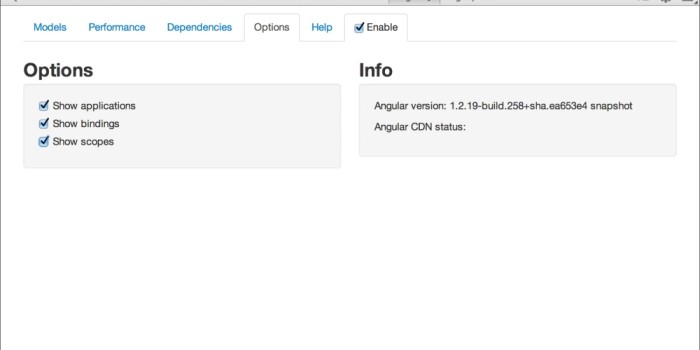 Models Performance Dependencies Options Help Enable
Options
Show applications
Show bindings
Show scopes
Info
Angular version: 1.2.19-build.258+sha.ea653e4 snapshot
Angular CDN status: